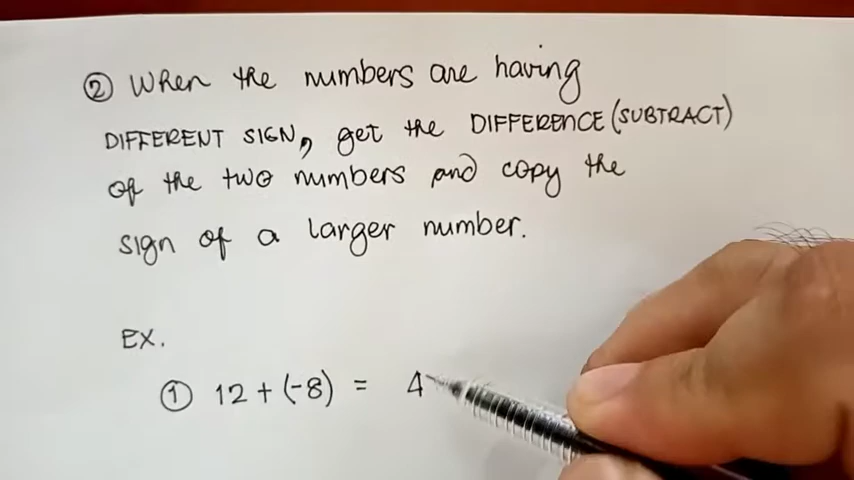 ② When the numbers are having
DIFFERENT SIGN, get the DIFFERENCE (SUBTRACT)
of the two numbers and copy the
sign of a larger number.
EX.
① 12 + (-8) = 4